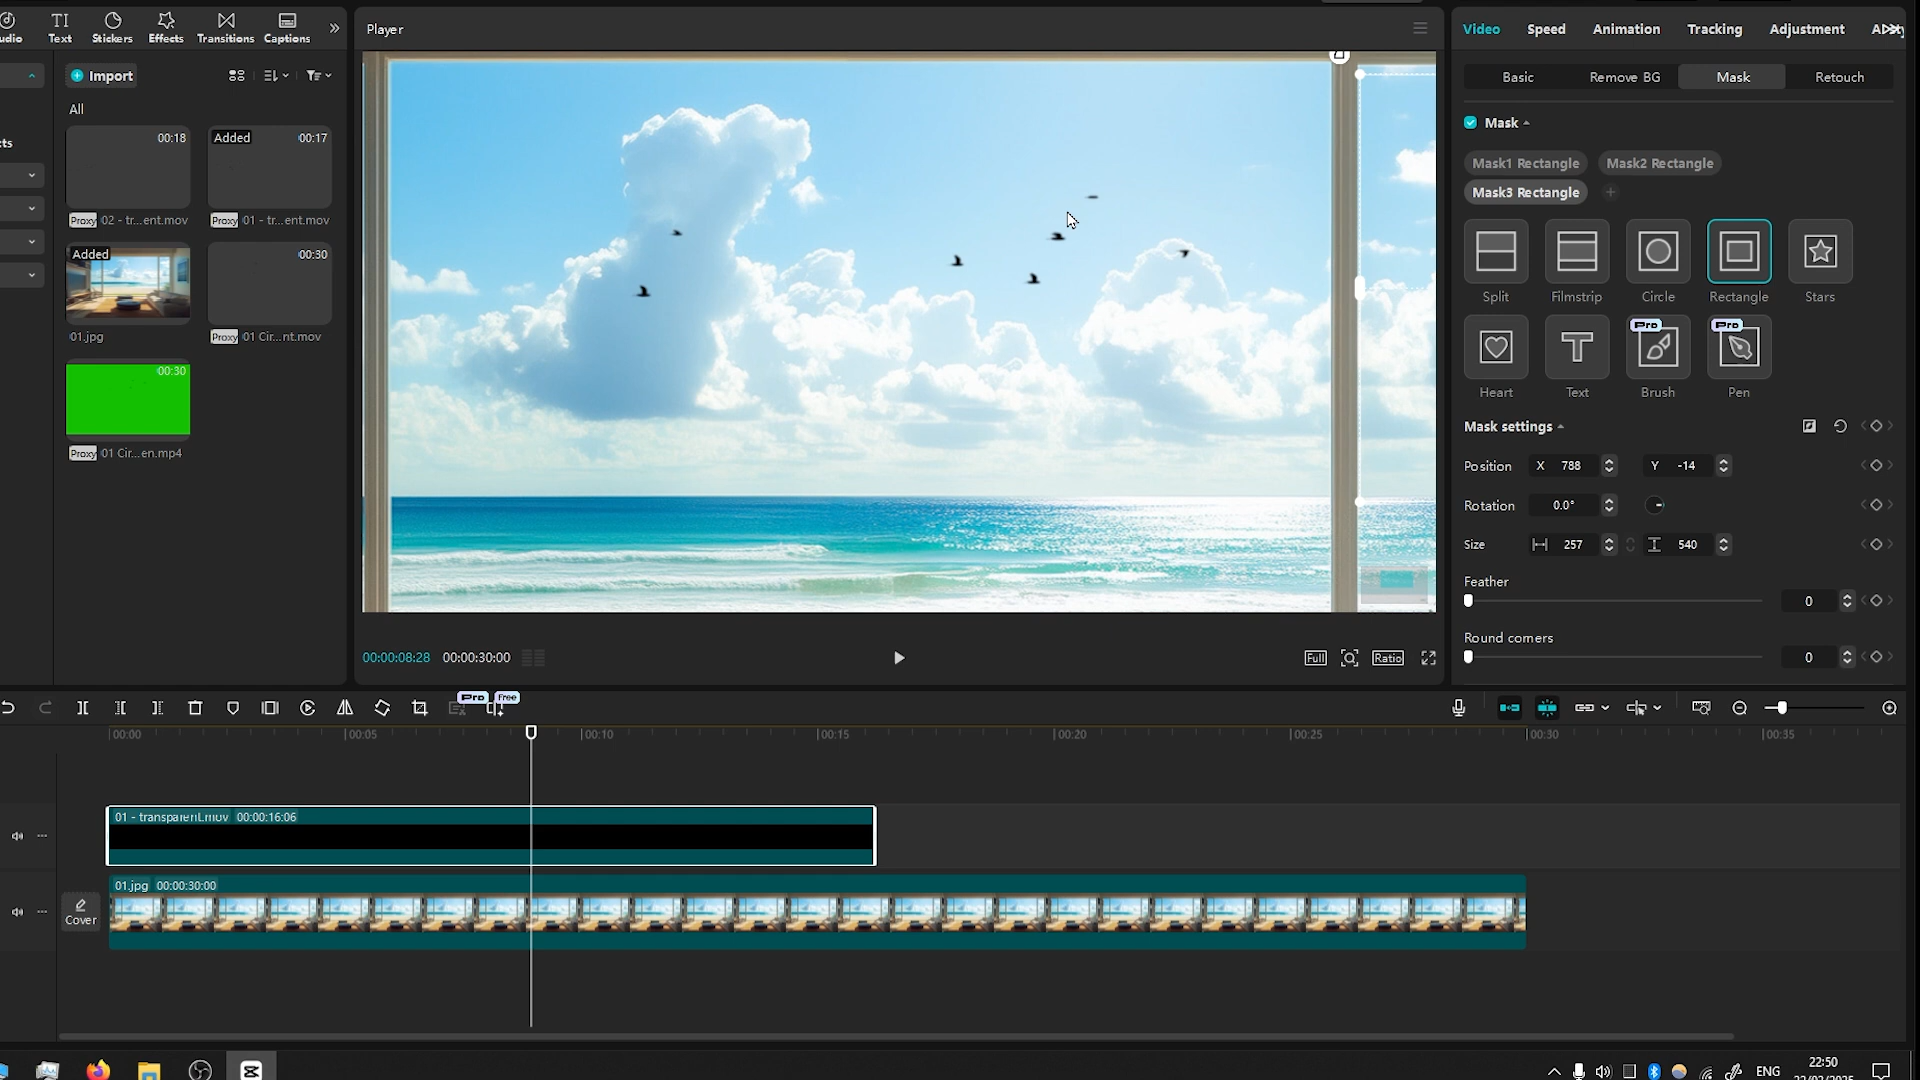 udio
Text
Stickers
Effects
Transitions
Captions
Player
Video
Speed
Animation
Tracking
Adjustment
Import
Basic
Remove BG
Mask
Retouch
All
Mask
00:18
Added
00:17
cts
Mask1 Rectangle
Mask2 Rectangle
Mask3 Rectangle
Proxy 02 - tr...ent.mov
Proxy 01 - tr...ent.mov
Added
00:30
Split
Filmstrip
Circle
Rectangle
Stars
01.jpg
Proxy 01 Cir...nt.mov
Pro
Pro
00:30
Heart
Text
Brush
Pen
Mask settings
Proxy 01 Cir...en.mp4
Position X 788 Y -14
Rotation 0.0°
Size 257 540
Feather
0
Round corners
0
00:00:08:28 00:00:30:00
Full
Ratio
Pro
Free
00:00
00:05
00:10
00:15
00:20
00:25
00:30
00:35
01 - transparent.mov 00:00:16:06
01.jpg 00:00:30:00
Cover
ENG
22:50